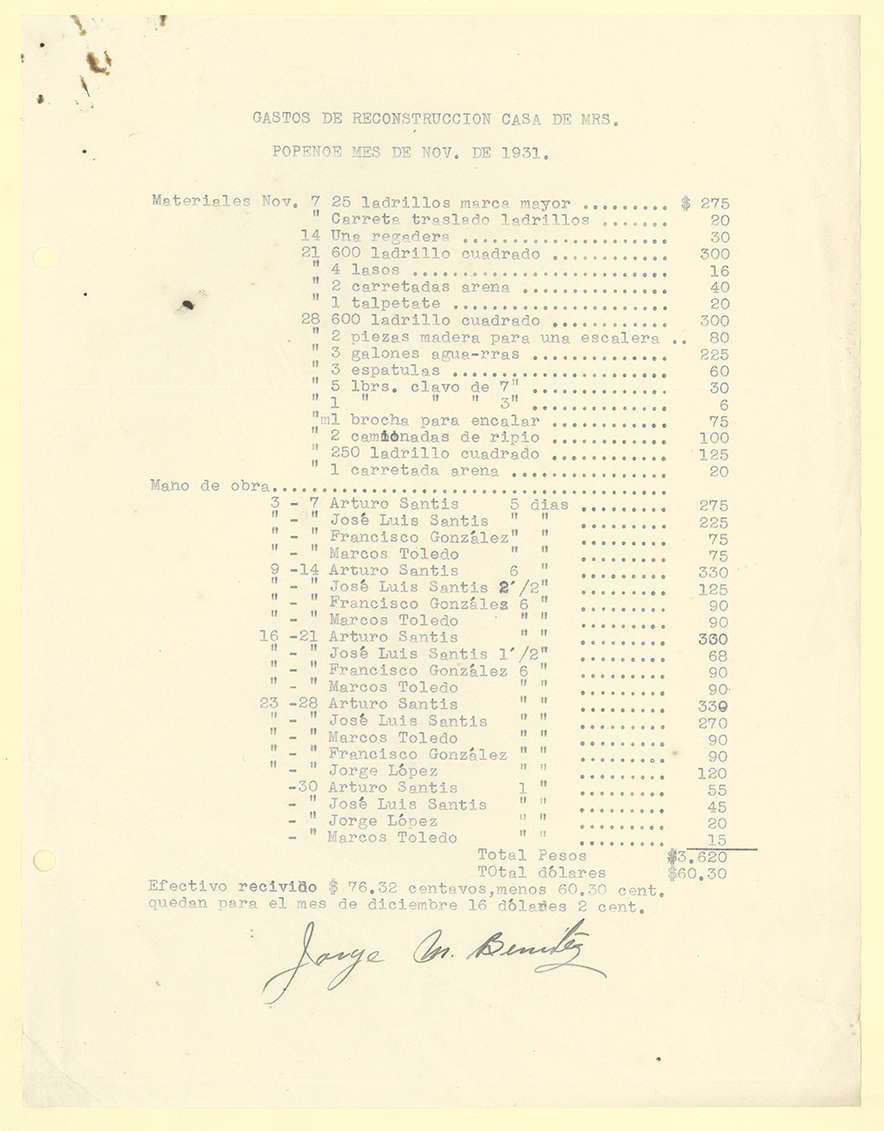 GASTOS DE RECONSTRUCCION CASA DE MRS.
POPENOE MES DE NOV. DE 1931.
Materiales Nov. 7 25 ladrillos marca mayor ......... $ 275
" Carreta traslado ladrillos ....... 20
14 Una regadera ...................... 30
21 600 ladrillo cuadrado ............ 300
" 4 lasos ........................... 16
" 2 carretadas arena ............... 40
" 1 talpetate ...................... 20
28 600 ladrillo cuadrado ............ 300
" 2 piezas madera para una escalera .. 80
" 3 galones agua-rras .............. 225
" 3 espatulas ...................... 60
" 5 lbrs. clavo de 7" .............. 30
" 1 " " " 3" .............. 6
"ml brocha para encalar ............ 75
" 2 camionadas de ripio ............ 100
" 250 ladrillo cuadrado ............ 125
" 1 carretada arena ................ 20
Mano de obra.........................................
3 - 7 Arturo Santis 5 dias ......... 275
" - " José Luis Santis " " ......... 225
" - " Francisco González" " ......... 75
" - " Marcos Toledo " " ......... 75
9 -14 Arturo Santis 6 " ......... 330
" - " José Luis Santis 2'/2" ......... 125
" - " Francisco González 6 " ......... 90
" - " Marcos Toledo " " ......... 90
16 -21 Arturo Santis " " ......... 330
" - " José Luis Santis 1'/2" ......... 68
" - " Francisco González 6 " ......... 90
" - " Marcos Toledo " " ......... 90
23 -28 Arturo Santis " " ......... 330
" - " José Luis Santis " " ......... 270
" - " Marcos Toledo " " ......... 90
" - " Francisco González " " ......... 90
" - " Jorge López " " ......... 120
-30 Arturo Santis 1 " ......... 55
- " José Luis Santis " " ......... 45
- " Jorge López " " ......... 20
- " Marcos Toledo " " ......... 15
Total Pesos $3.620
TOtal dólares $60.30
Efectivo recivido $ 76.32 centavos,menos 60.30 cent.
quedan para el mes de diciembre 16 dólares 2 cent.
Jorge M. Benítez